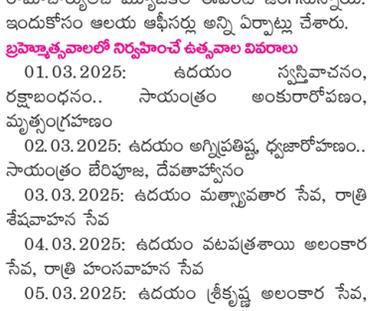 ఇందుకోసం ఆలయ ఆఫీసర్లు అన్ని ఏర్పాట్లు చేశారు.
బ్రహ్మోత్సవాలలో నిర్వహించే ఉత్సవాల వివరాలు
01.03.2025: ఉదయం స్వస్తివాచనం,
రక్షాబంధనం.. సాయంత్రం అంకురారోపణం,
మృత్సంగ్రహణం
02.03.2025: ఉదయం అగ్నిప్రతిష్ట, ధ్వజారోహణం..
సాయంత్రం బేరిపూజ, దేవతాహ్వానం
03.03.2025: ఉదయం మత్స్యావతార సేవ, రాత్రి
శేషవాహన సేవ
04.03.2025: ఉదయం వటపత్రశాయి అలంకార
సేవ, రాత్రి హంసవాహన సేవ
05.03.2025: ఉదయం శ్రీకృష్ణ అలంకార సేవ,